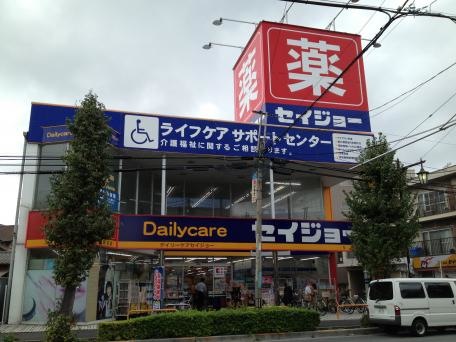 薬
薬
セイジョー
Dailycare
ライフケア サポートセンター
介護福祉に関するご相談承ります。
Dailycare セイジョー
デイリーケアセイジョー